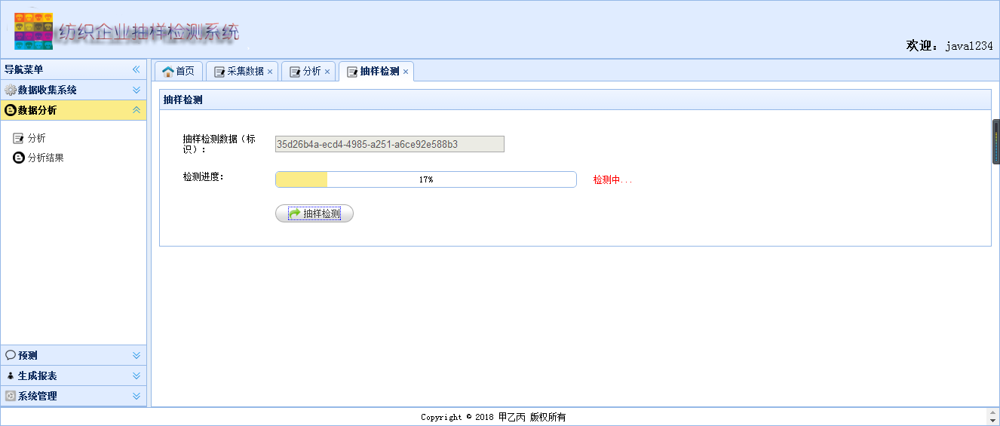 纺织企业抽样检测系统
欢迎：java1234
导航菜单
数据收集系统
数据分析
分析
分析结果
预测
生成报表
系统管理
首页
采集数据
分析
抽样检测
抽样检测
抽样检测数据（标
识）：
35d26b4a-ecd4-4985-a251-a6ce92e588b3
检测进度：
17%
检测中...
抽样检测
Copyright © 2018 甲乙丙 版权所有